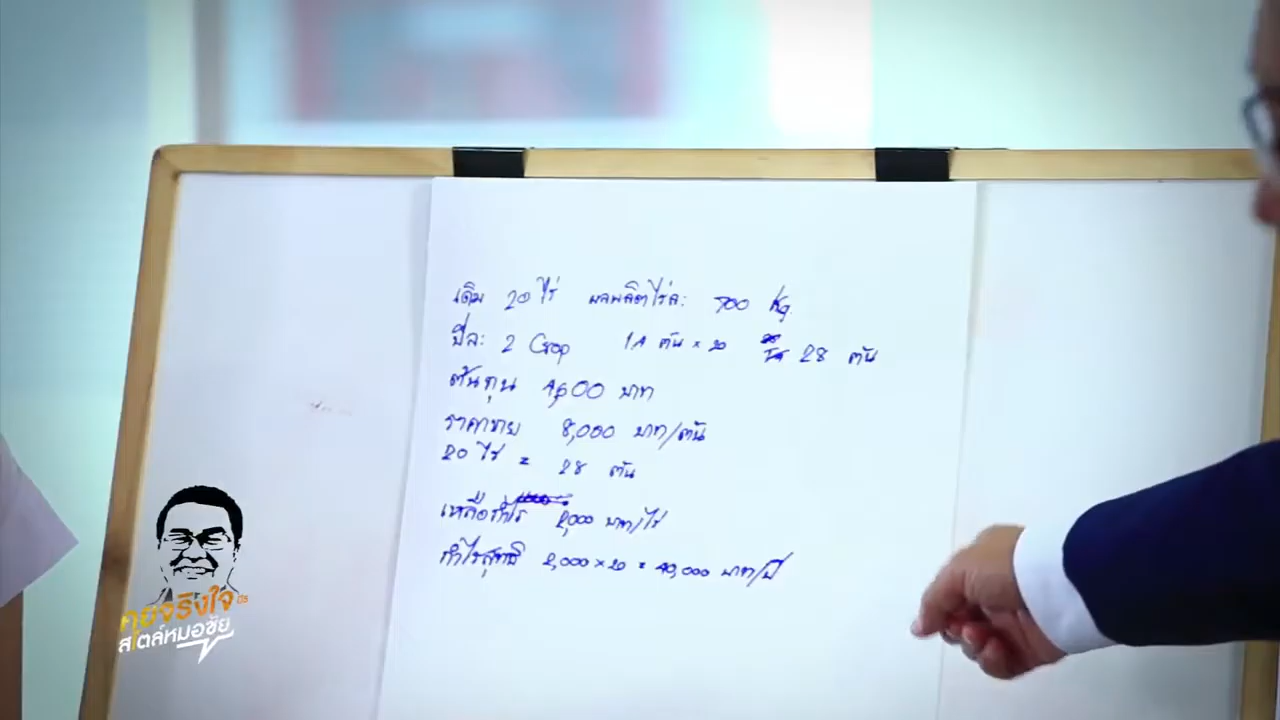 เดิม 20 ไร่ ผลผลิตไร่ละ 700 Kg.
ปีละ 2 Crop 1.4 ตัน × 20 28 ตัน
ต้นทุน 4,600 บาท
ราคาขาย 8,000 บาท/ตัน
20 ไร่ = 28 ตัน
เหลือกำไร 2,000 บาท/ไร่
กำไรสุทธิ 2,000 × 20 = 40,000 บาท/ปี
คุยจริงใจ
สไตล์หมอชัย